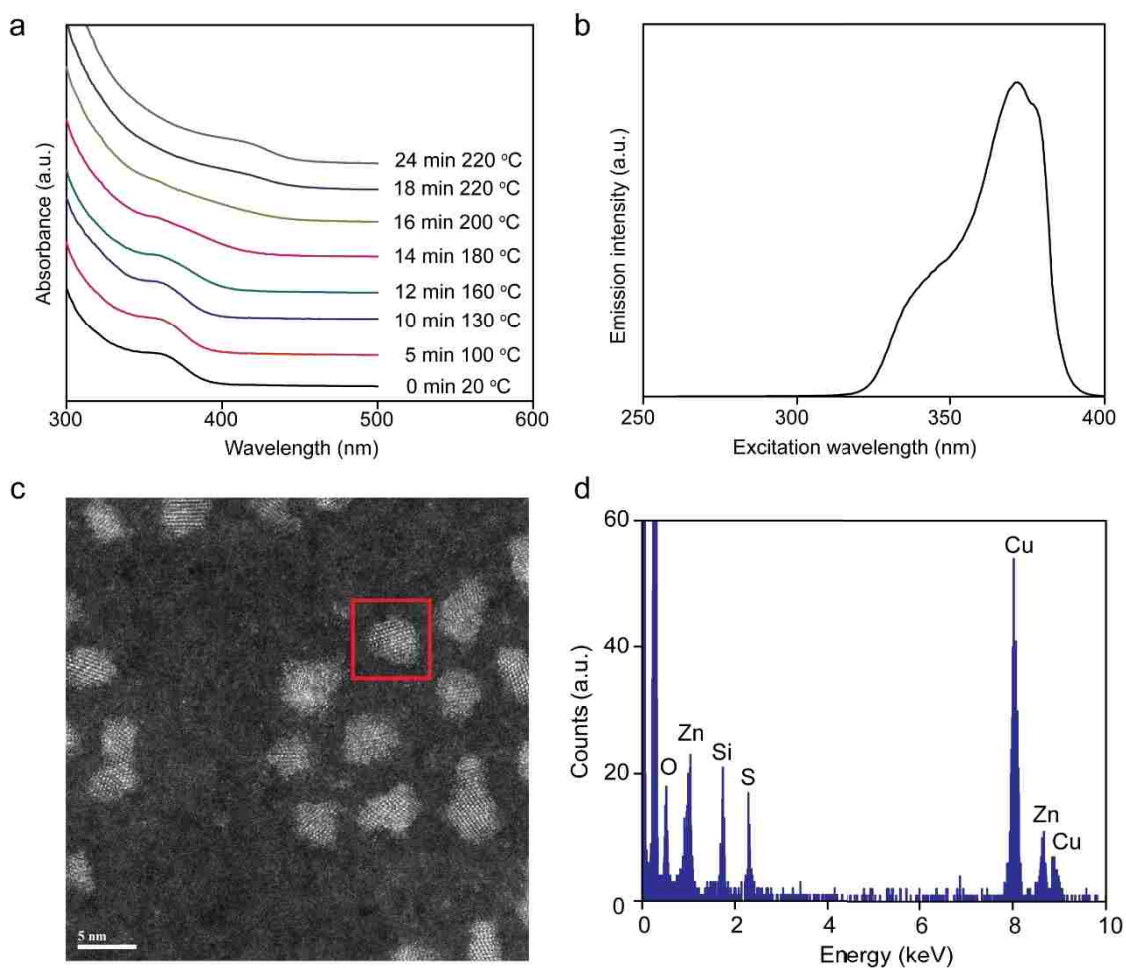 a
Absorbance (a.u.)
24 min 220 °C
18 min 220 °C
16 min 200 °C
14 min 180 °C
12 min 160 °C
10 min 130 °C
5 min 100 °C
0 min 20 °C
300 400 500 600
Wavelength (nm)
b
Emission intensity (a.u.)
250 300 350 400
Excitation wavelength (nm)
c
5 nm
d
Counts (a.u.)
60
40
20
0
O
Zn
Si
S
Cu
Zn
Cu
0 2 4 6 8 10
Energy (keV)